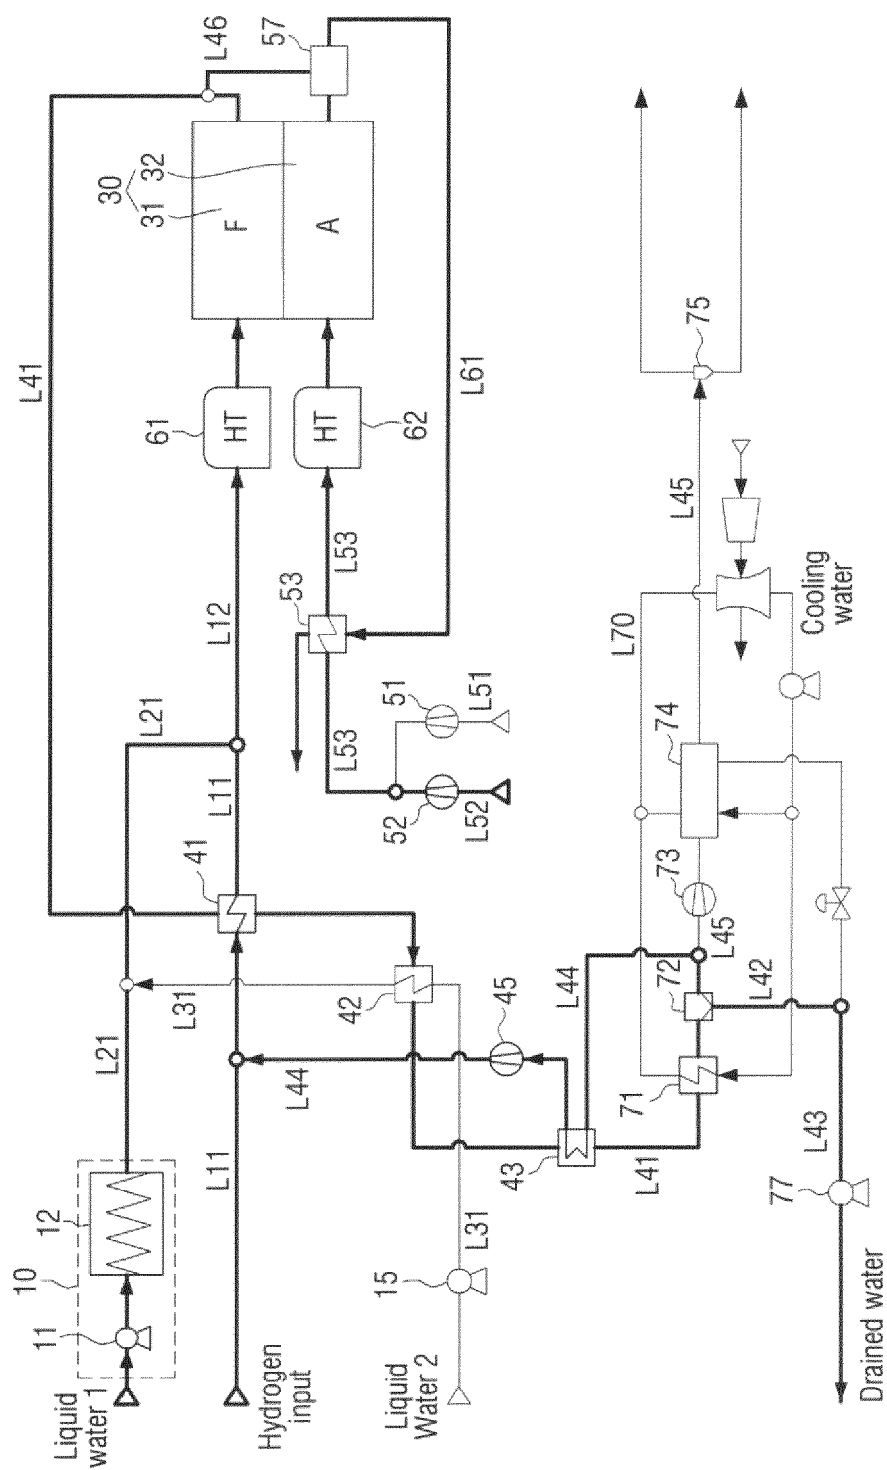 Liquid
water 1
11
10
12
L21
L31
L21
L41
L46
57
30
31
32
F
A
61
HT
HT
62
L12
L11
41
L53
53
L61
L53
51
L51
52
L52
Hydrogen
input
L11
L44
42
45
L44
Liquid
Water 2
15
L31
43
L41
71
72
L42
L45
73
74
L70
L45
75
Cooling
water
L43
77
Drained water